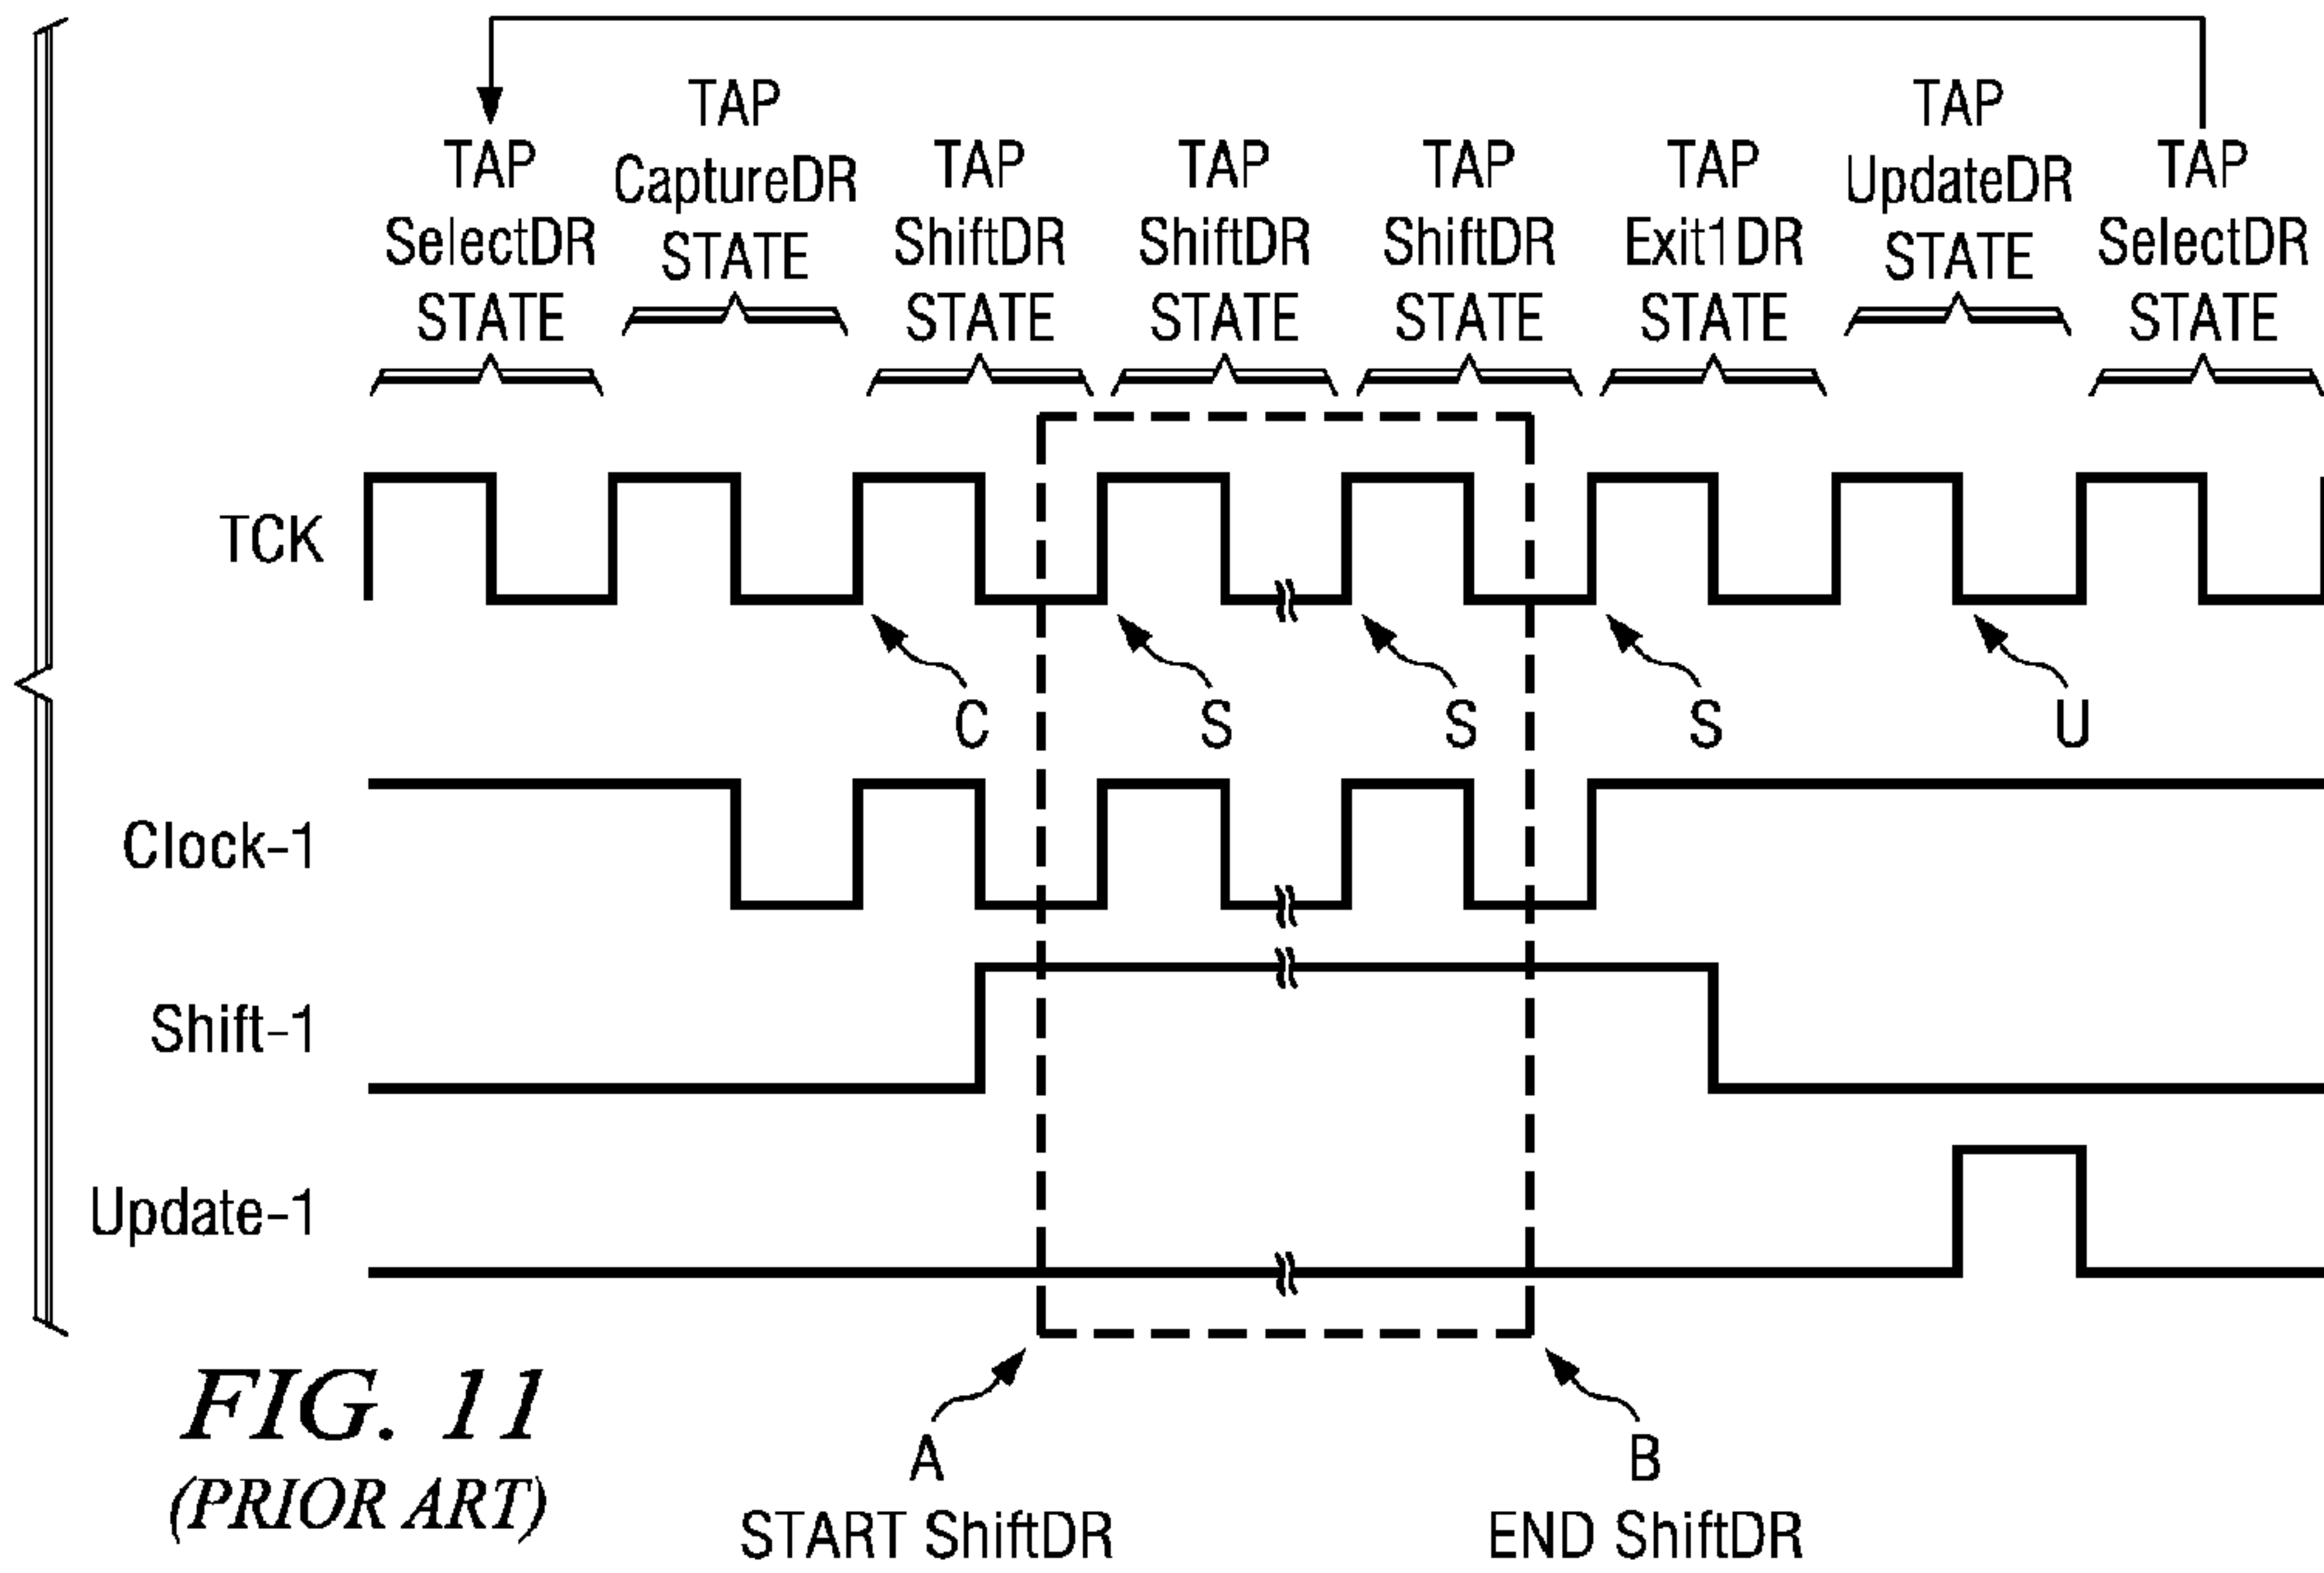 TAP
SelectDR
STATE
TAP
CaptureDR
STATE
TAP
ShiftDR
STATE
TAP
ShiftDR
STATE
TAP
ShiftDR
STATE
TAP
Exit1DR
STATE
TAP
UpdateDR
STATE
TAP
SelectDR
STATE
TCK
C
S
S
S
U
Clock-1
Shift-1
Update-1
A
START ShiftDR
B
END ShiftDR
FIG. 11
(PRIOR ART)